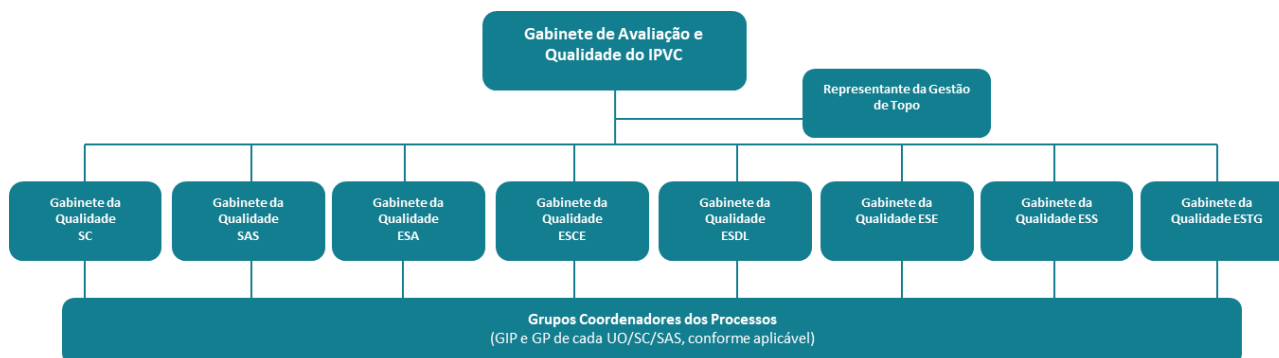 Gabinete de Avaliação e
Qualidade do IPVC
Representante da Gestão
de Topo
Gabinete da
Qualidade
SC
Gabinete da
Qualidade
SAS
Gabinete da
Qualidade
ESA
Gabinete da
Qualidade
ESCE
Gabinete da
Qualidade
ESDL
Gabinete da
Qualidade ESE
Gabinete da
Qualidade ESS
Gabinete da
Qualidade ESTG
Grupos Coordenadores dos Processos
(GIP e GP de cada UO/SC/SAS, conforme aplicável)